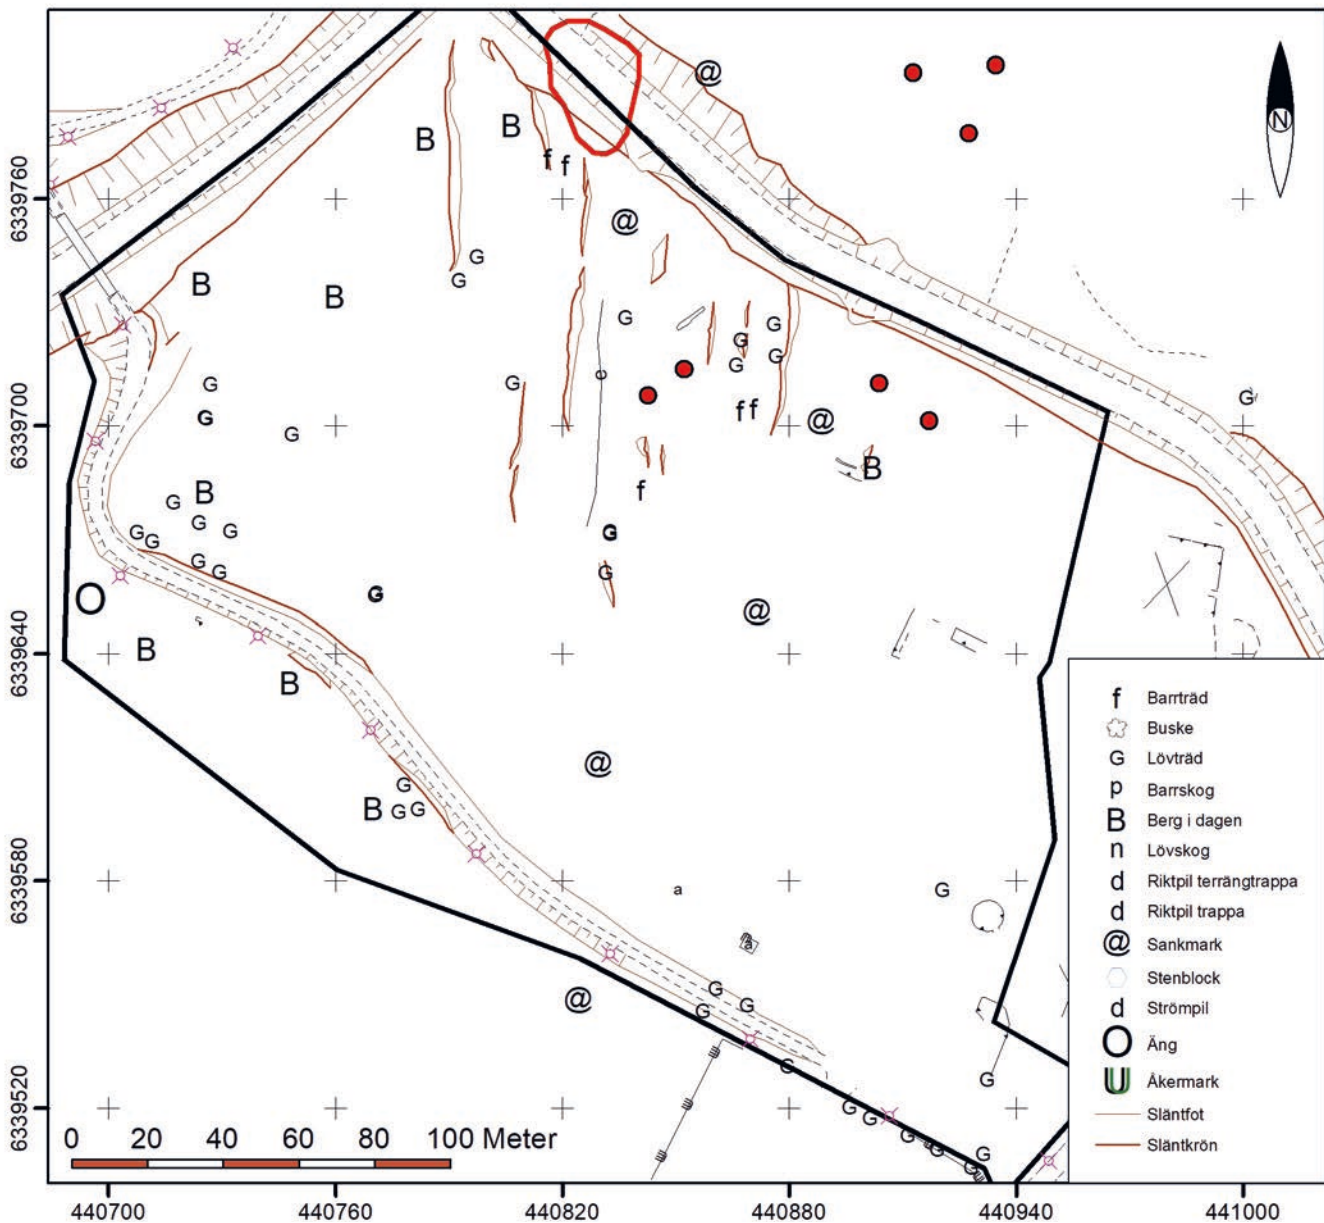 N
@
B
B
f f
@
G
G
B
B
G
G
G
G
G
e
G
G
G
f f
@
G
G
B
B
f
G
G
G
G
G
G
G
G
G
G
O
G
@
B
B
@
G
B
G
G
a
G
a
@
G
G
G
G
G
G
G
G
G
G
G
G
6339760
6339700
6339640
6339580
6339520
f Barrträd
Buske
G Lövträd
p Barrskog
B Berg i dagen
n Lövskog
d Riktpil terrängtrappa
d Riktpil trappa
@ Sankmark
Stenblock
d Strömpil
O Äng
U Åkermark
Släntfot
Släntkrön
0 20 40 60 80 100 Meter
440700 440760 440820 440880 440940 441000